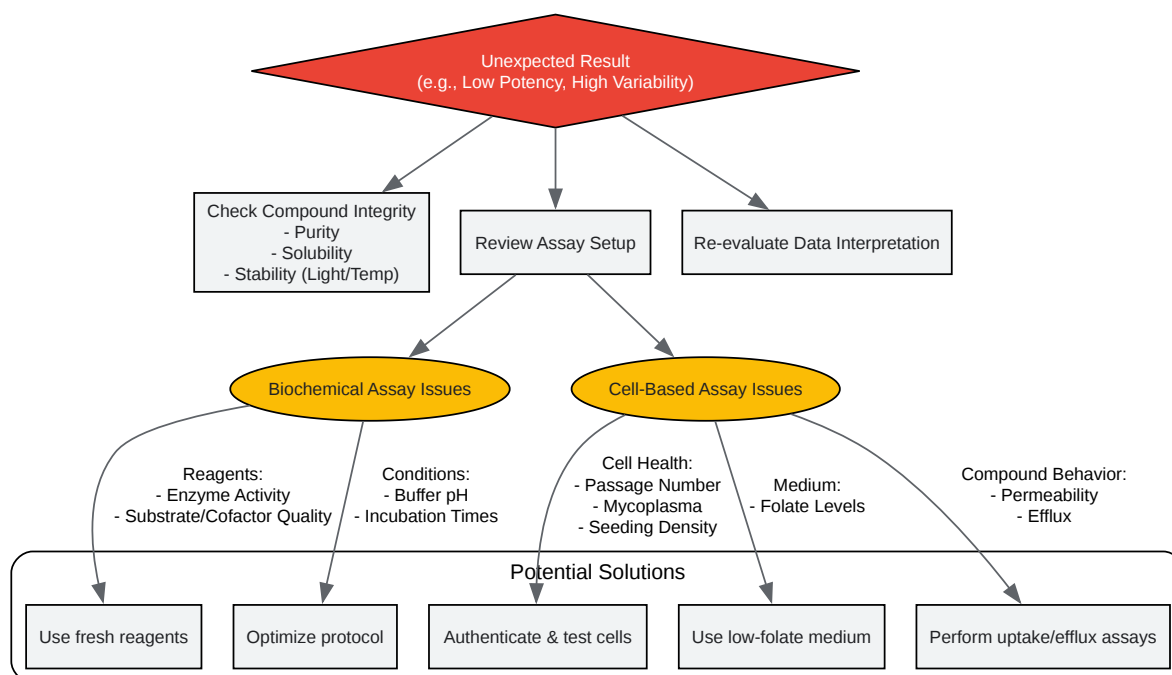 Unexpected Result
(e.g., Low Potency, High Variability)
Check Compound Integrity
- Purity
- Solubility
- Stability (Light/Temp)
Review Assay Setup
Re-evaluate Data Interpretation
Biochemical Assay Issues
Cell-Based Assay Issues
Reagents:
- Enzyme Activity
- Substrate/Cofactor Quality
Conditions:
- Buffer pH
- Incubation Times
Cell Health:
- Passage Number
- Mycoplasma
- Seeding Density
Medium:
- Folate Levels
Compound Behavior:
- Permeability
- Efflux
Potential Solutions
Use fresh reagents
Optimize protocol
Authenticate & test cells
Use low-folate medium
Perform uptake/efflux assays